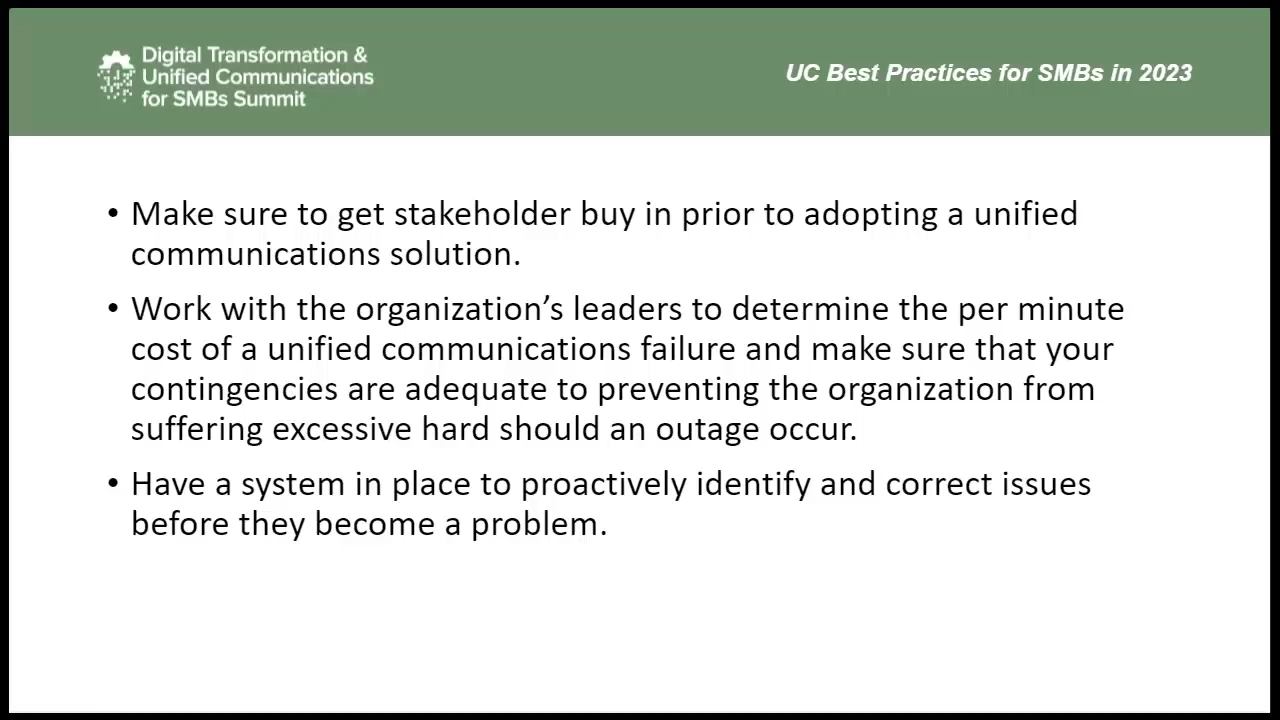 Digital Transformation &
Unified Communications
for SMBs Summit
UC Best Practices for SMBs in 2023
• Make sure to get stakeholder buy in prior to adopting a unified
communications solution.
• Work with the organization’s leaders to determine the per minute
cost of a unified communications failure and make sure that your
contingencies are adequate to preventing the organization from
suffering excessive hard should an outage occur.
• Have a system in place to proactively identify and correct issues
before they become a problem.